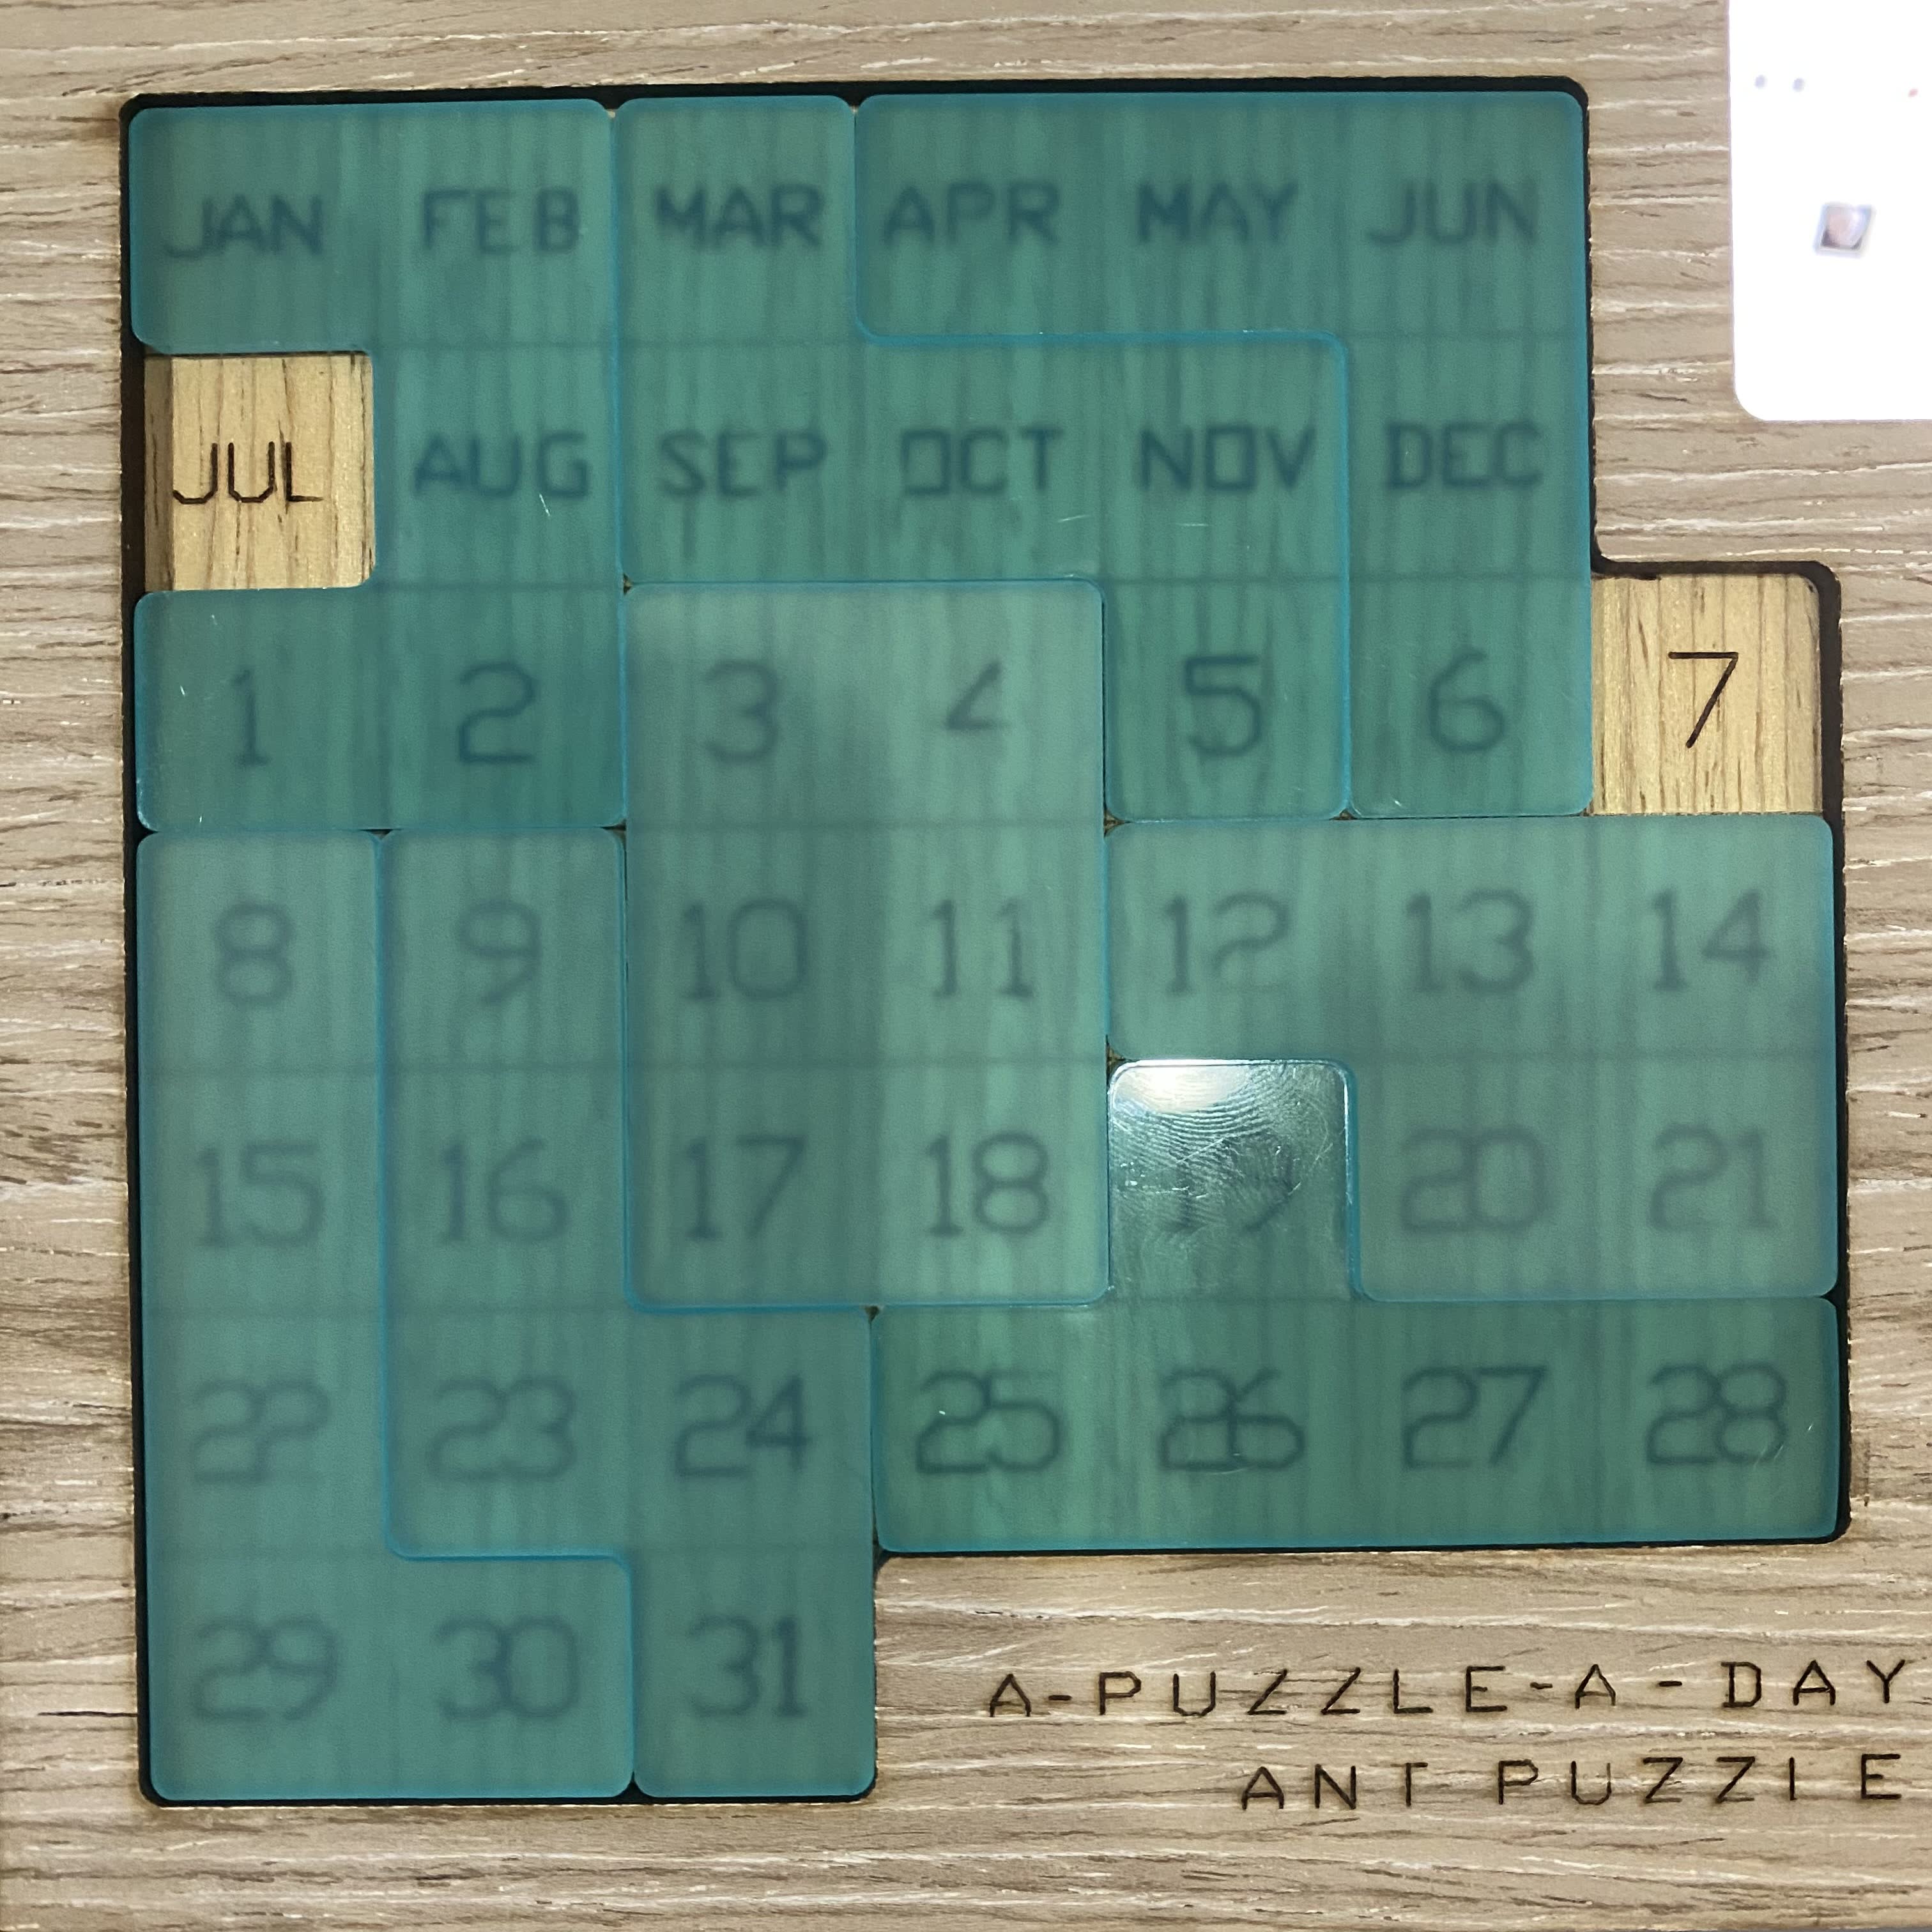 JAN FEB MAR APR MAY JUN
JUL AUG SEP OCT NOV DEC
1 2 3 4 5 6 7
8 9 10 11 12 13 14
15 16 17 18 19 20 21
22 23 24 25 26 27 28
29 30 31
A-PUZZLE-A-DAY
ANT PUZZLE